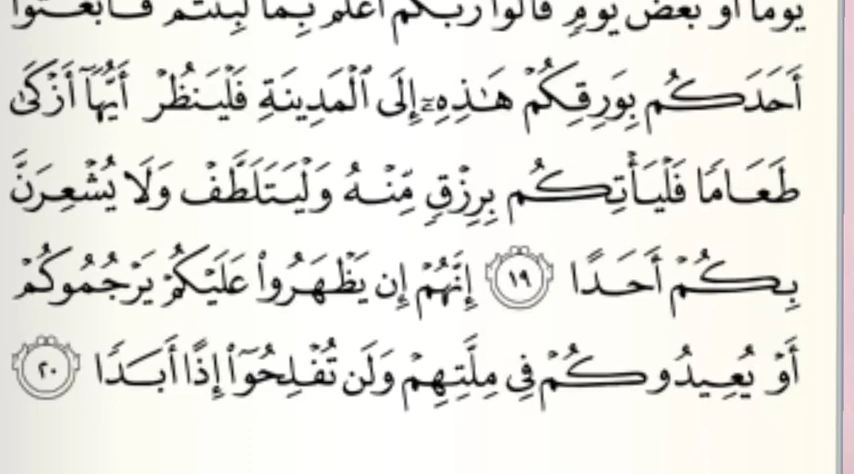 يَوْمًا أَوْ بَعْضَ يَوْمٍ قَالُوا۟ رَبُّكُمْ أَعْلَمُ بِمَا لَبِثْتُمْ فَٱبْعَثُوٓا۟
أَحَدَكُم بِوَرِقِكُمْ هَـٰذِهِۦٓ إِلَى ٱلْمَدِينَةِ فَلْيَنظُرْ أَيُّهَآ أَزْكَىٰ
طَعَامًا فَلْيَأْتِكُم بِرِزْقٍ مِّنْهُ وَلْيَتَلَطَّفْ وَلَا يُشْعِرَنَّ
بِكُمْ أَحَدًا ١٩ إِنَّهُمْ إِن يَظْهَرُوا۟ عَلَيْكُمْ يَرْجُمُوكُمْ
أَوْ يُعِيدُوكُمْ فِى مِلَّتِهِمْ وَلَن تُفْلِحُوٓا۟ إِذًا أَبَدًا ٢٠